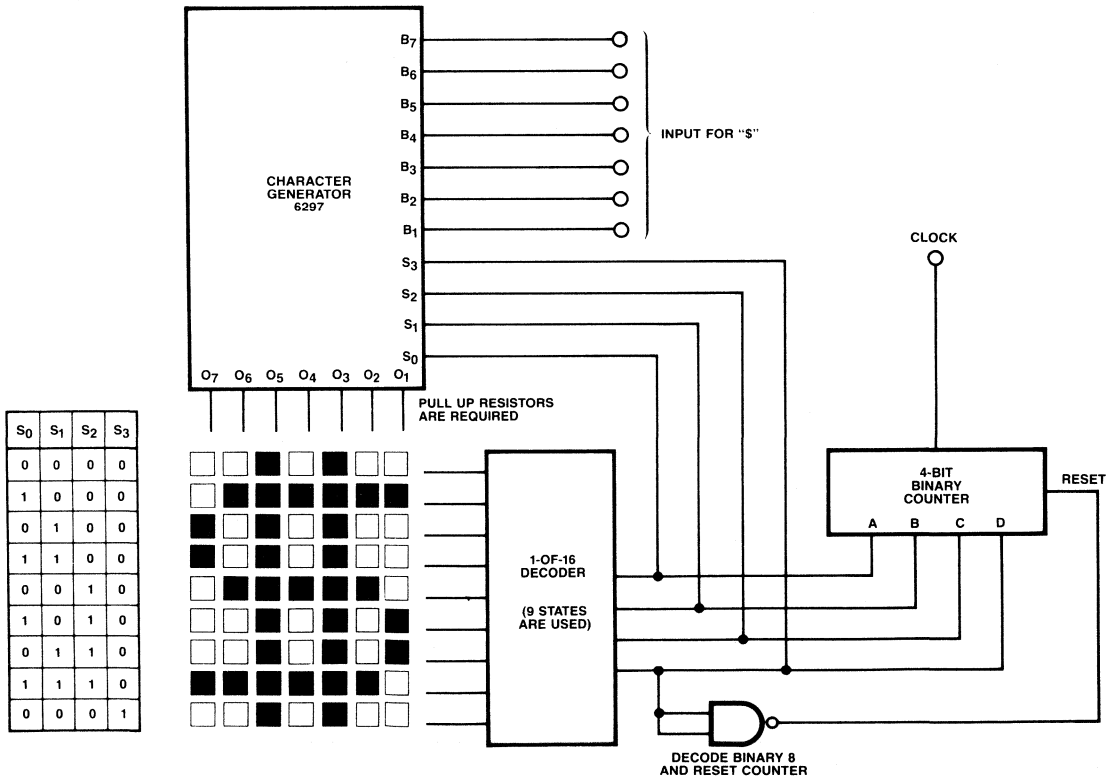 B7
B6
B5
B4
B3
B2
B1
S3
S2
S1
S0
INPUT FOR "$"
CHARACTER
GENERATOR
6297
O7 O6 O5 O4 O3 O2 O1
PULL UP RESISTORS
ARE REQUIRED
CLOCK
4-BIT
BINARY
COUNTER
RESET
A B C D
S0 S1 S2 S3
0 0 0 0
1 0 0 0
0 1 0 0
1 1 0 0
0 0 1 0
1 0 1 0
0 1 1 0
1 1 1 0
0 0 0 1
1-OF-16
DECODER
(9 STATES
ARE USED)
DECODE BINARY 8
AND RESET COUNTER